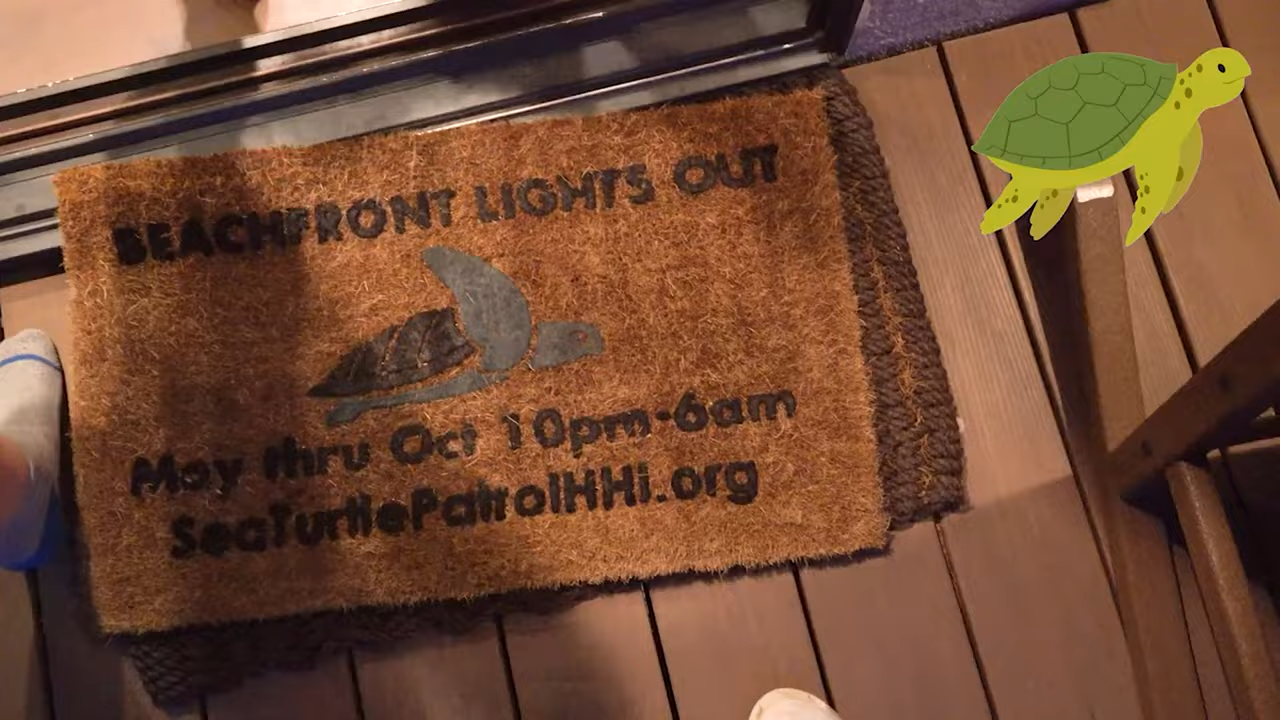 BEACHFRONT LIGHTS OUT
May thru Oct 10pm-6am
SeaTurtlePatrolHHi.org